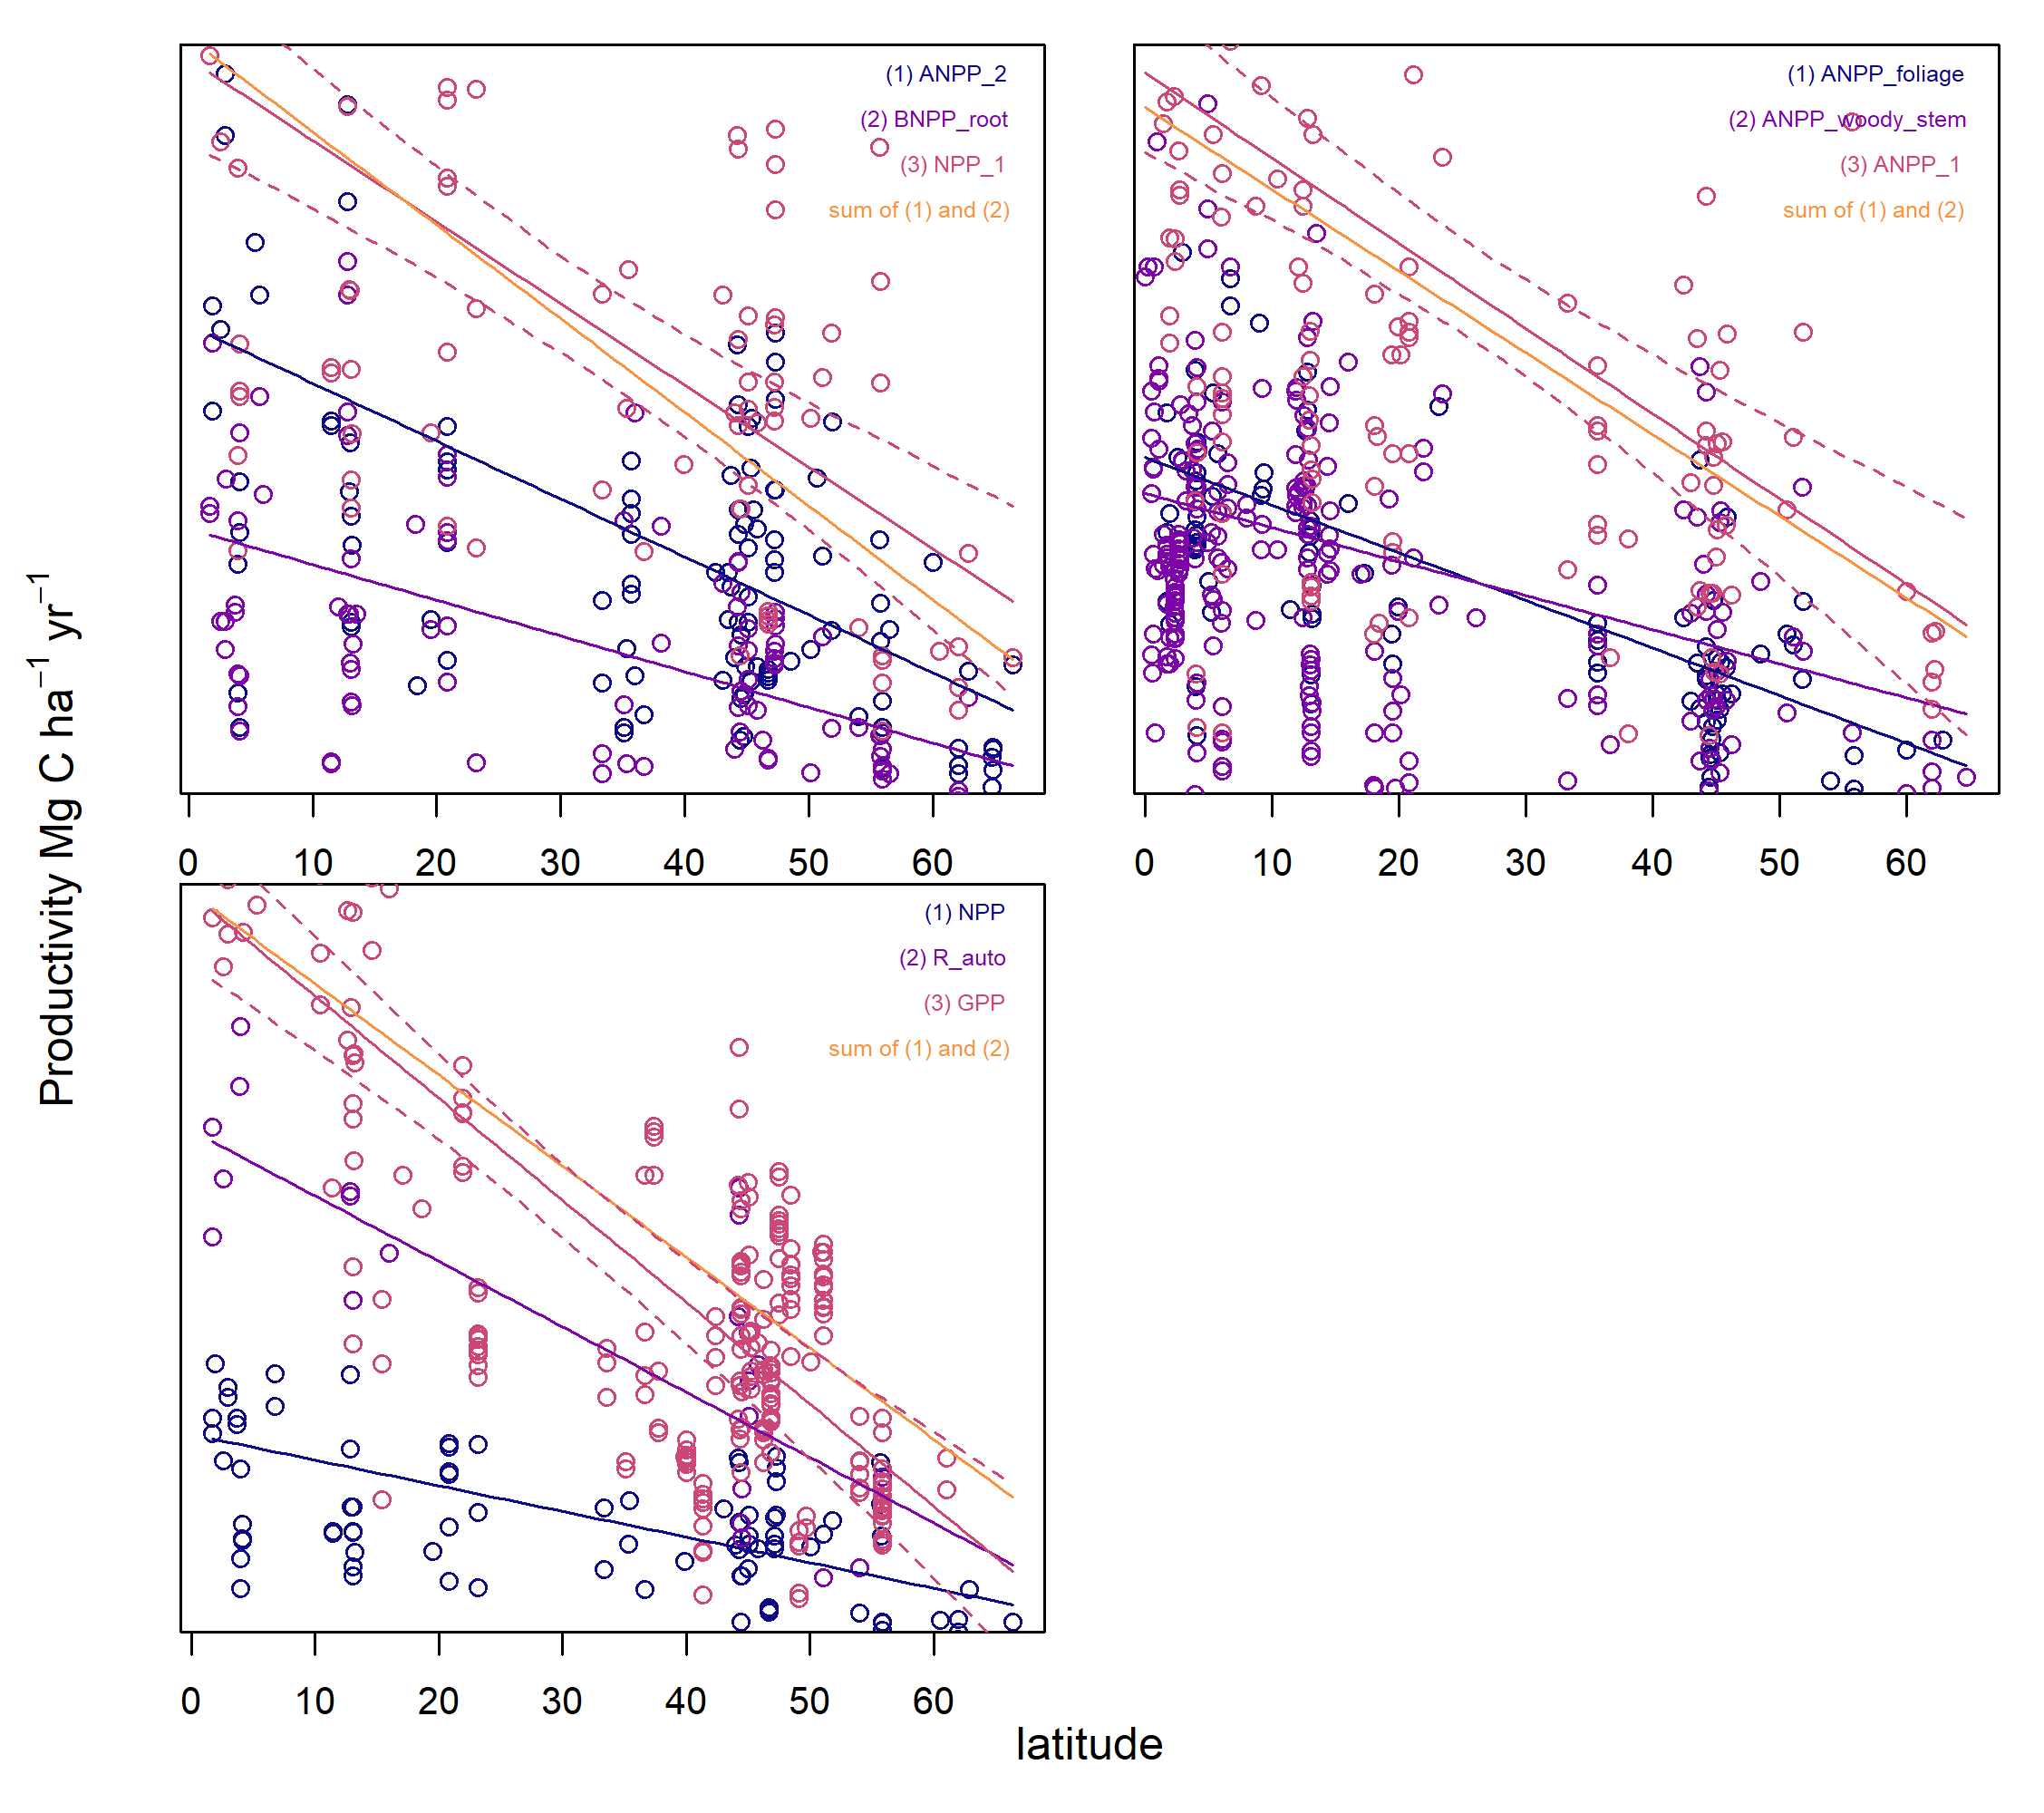 (1) ANPP_2
(2) BNPP_root
(3) NPP_1
sum of (1) and (2)
0 10 20 30 40 50 60
(1) ANPP_foliage
(2) ANPP_woody_stem
(3) ANPP_1
sum of (1) and (2)
0 10 20 30 40 50 60
Productivity Mg C ha⁻¹ yr⁻¹
(1) NPP
(2) R_auto
(3) GPP
sum of (1) and (2)
0 10 20 30 40 50 60
latitude